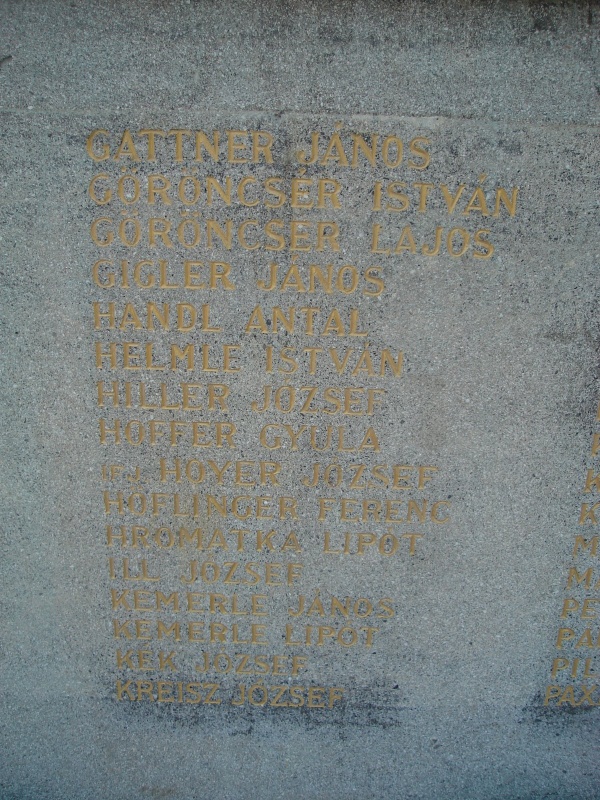 GATTNER JÁNOS
GÖRÖNCSÉR ISTVÁN
GÖRÖNCSÉR LAJOS
GIGLER JÁNOS
HANDL ANTAL
HELMLE ISTVÁN
HILLER JÓZSEF
HOFFER GYULA
IFJ. HOYER JÓZSEF
HÖFLINGER FERENC
HROMATKA LIPÓT
ILL JÓZSEF
KEMERLE JÁNOS
KEMERLE LIPÓT
KÉK JÓZSEF
KREISZ JÓZSEF